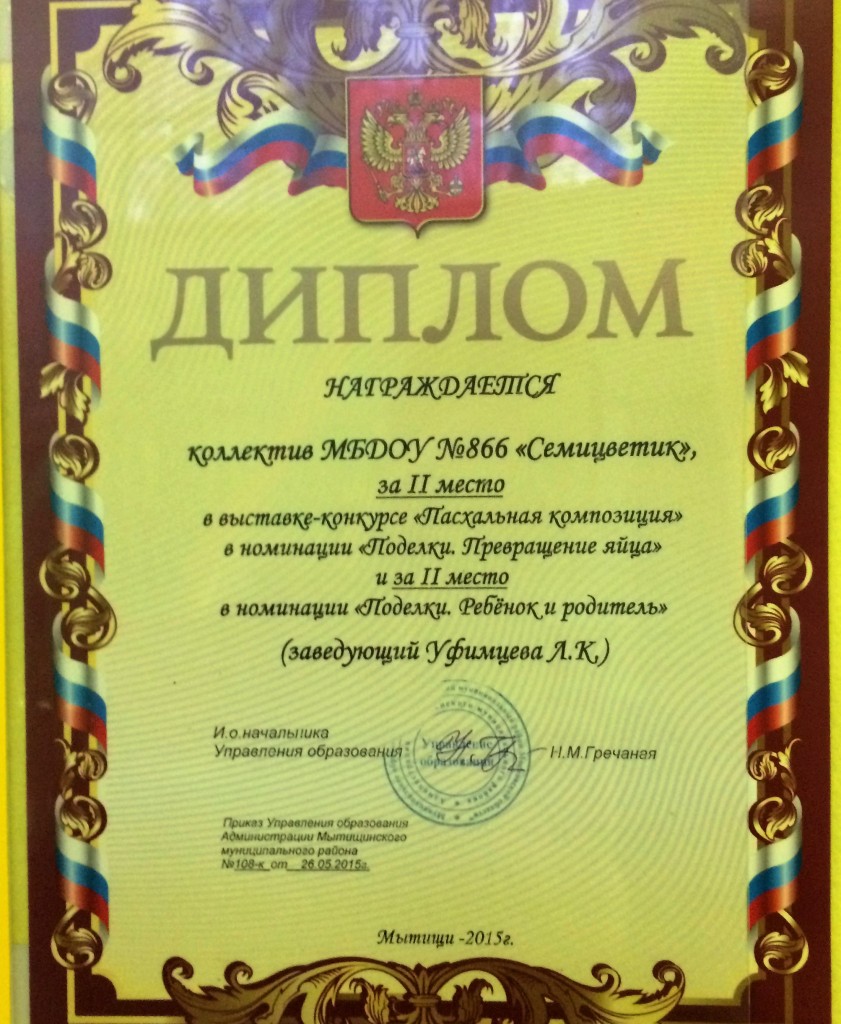 ДИПЛОМ
НАГРАЖДАЕТСЯ
коллектив МБДОУ №866 «Семицветик»,
за II место
в выставке-конкурсе «Пасхальная композиция»
в номинации «Поделки. Превращение яйца»
и за II место
в номинации «Поделки. Ребёнок и родитель»
(заведующий Уфимцева Л.К,)
И.о.начальника
Управления образования
Управление
образования
Н.М.Гречаная
Приказ Управления образования
Администрации Мытищинского
муниципального района
№108-к от 26.05.2015г.
Мытищи -2015г.